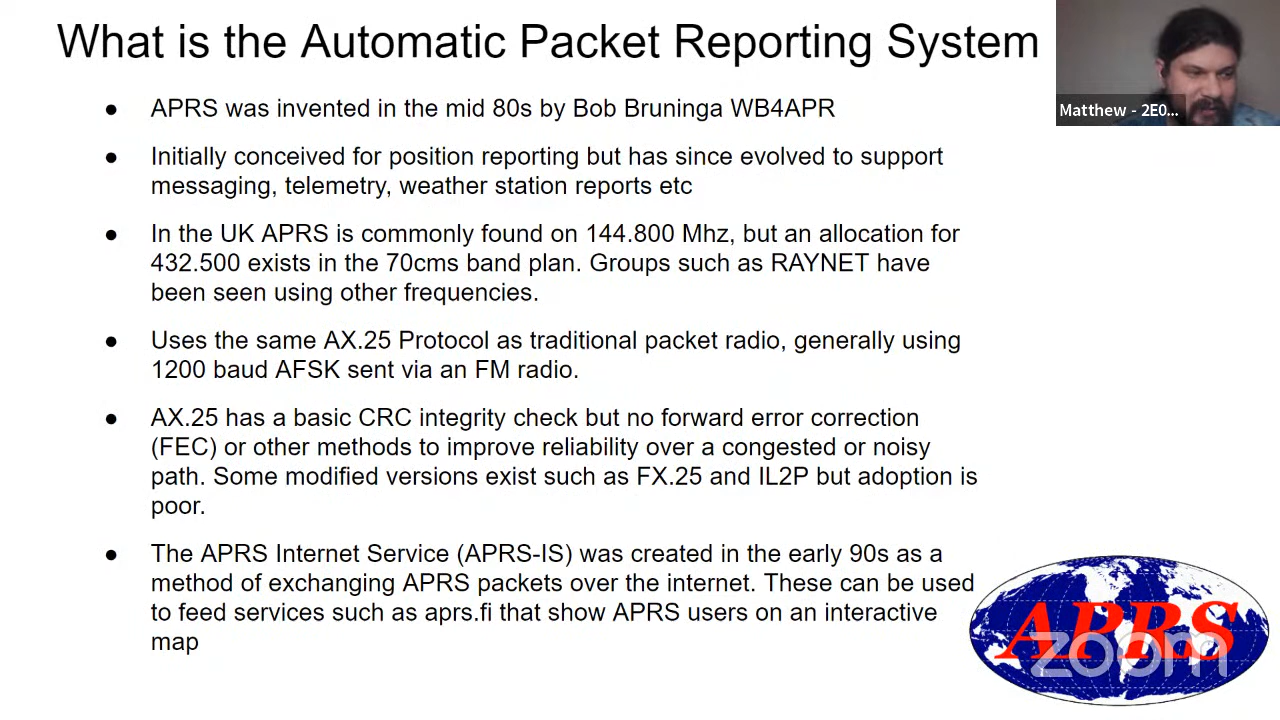 What is the Automatic Packet Reporting System
Matthew - 2E0...
● APRS was invented in the mid 80s by Bob Bruninga WB4APR
● Initially conceived for position reporting but has since evolved to support
messaging, telemetry, weather station reports etc
● In the UK APRS is commonly found on 144.800 Mhz, but an allocation for
432.500 exists in the 70cms band plan. Groups such as RAYNET have
been seen using other frequencies.
● Uses the same AX.25 Protocol as traditional packet radio, generally using
1200 baud AFSK sent via an FM radio.
● AX.25 has a basic CRC integrity check but no forward error correction
(FEC) or other methods to improve reliability over a congested or noisy
path. Some modified versions exist such as FX.25 and IL2P but adoption is
poor.
● The APRS Internet Service (APRS-IS) was created in the early 90s as a
method of exchanging APRS packets over the internet. These can be used
to feed services such as aprs.fi that show APRS users on an interactive
map
APRS
zoom